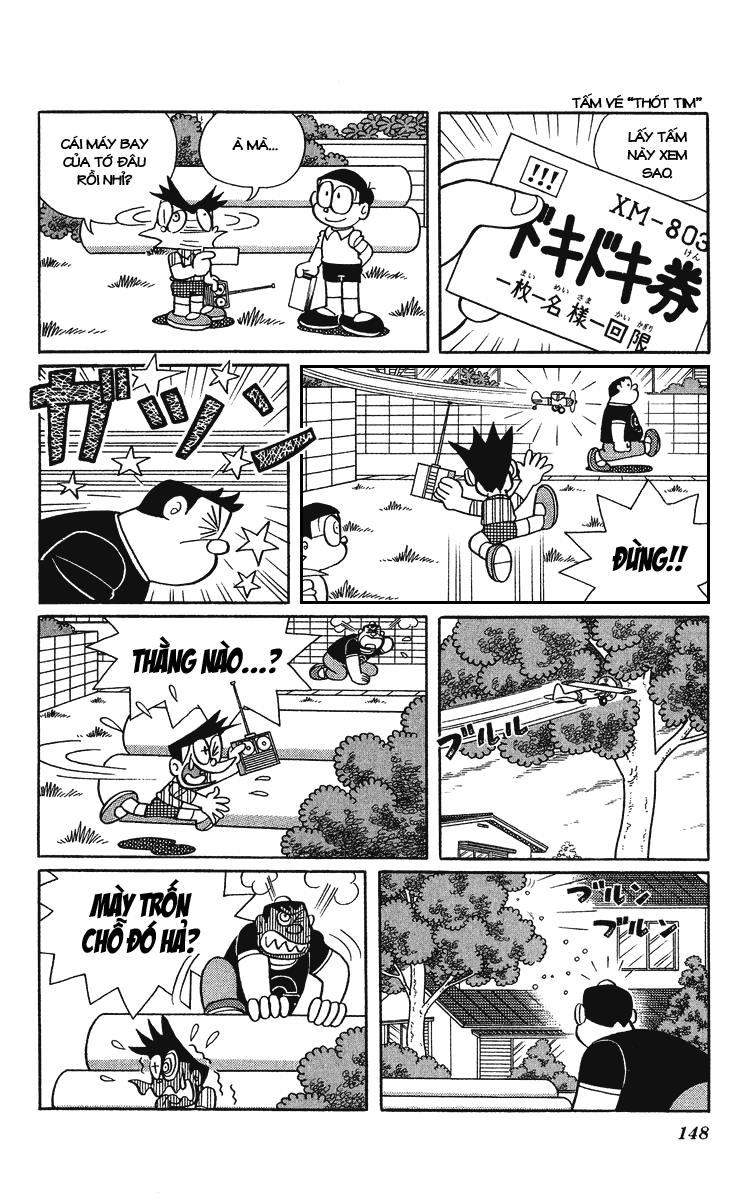 TẤM VÉ "THÓT TIM"
CÁI MÁY BAY
CỦA TỚ ĐÂU
RỒI NHỈ?
À MÀ...
LẤY TẤM
NÀY XEM
SAO.
!!!
XM-803
ドキドキ券
けん
まい めい さま かい かぎり
一枚一名様一回限
ガツン
ĐỪNG!!
THẰNG NÀO...?
ブルル
MÀY TRỐN
CHỖ ĐÓ HẢ?
ブルン
ブルン
148